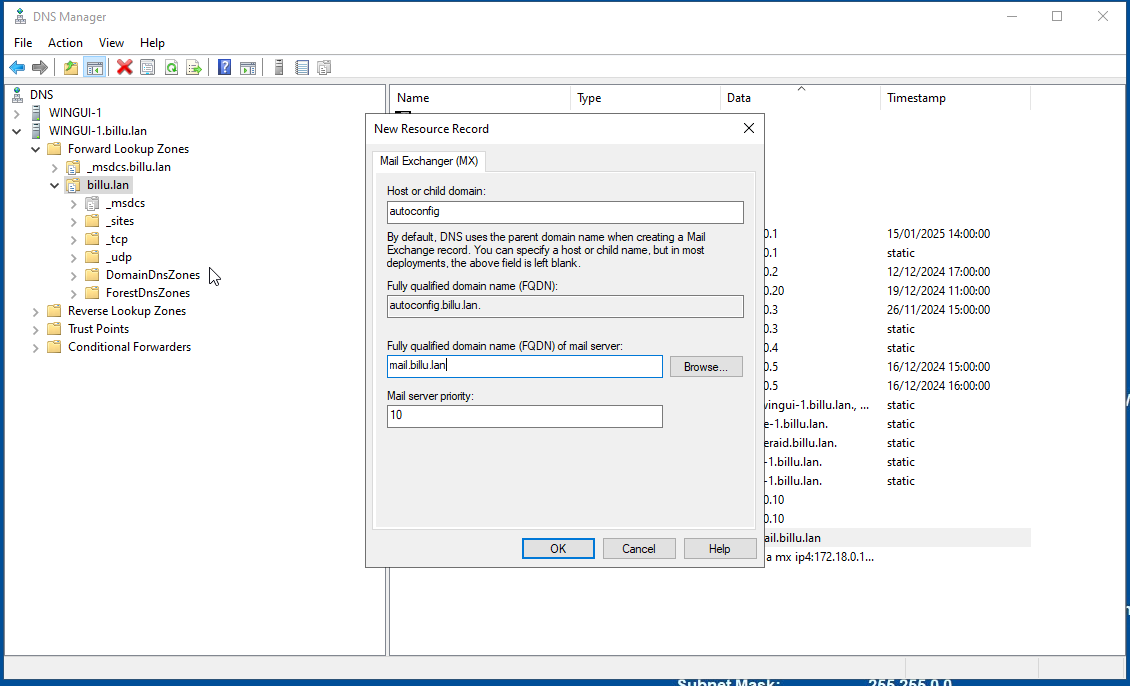 DNS Manager
File Action View Help
DNS
WINGUI-1
WINGUI-1.billu.lan
Forward Lookup Zones
_msdcs.billu.lan
billu.lan
_msdcs
_sites
_tcp
_udp
DomainDnsZones
ForestDnsZones
Reverse Lookup Zones
Trust Points
Conditional Forwarders
Name Type Data Timestamp
New Resource Record
Mail Exchanger (MX)
Host or child domain:
autoconfig
By default, DNS uses the parent domain name when creating a Mail
Exchange record. You can specify a host or child name, but in most
deployments, the above field is left blank.
Fully qualified domain name (FQDN):
autoconfig.billu.lan.
Fully qualified domain name (FQDN) of mail server:
mail.billu.lan
Browse...
Mail server priority:
10
OK Cancel Help
0.1 15/01/2025 14:00:00
0.1 static
0.2 12/12/2024 17:00:00
0.20 19/12/2024 11:00:00
0.3 26/11/2024 15:00:00
0.3 static
0.4 static
0.5 16/12/2024 15:00:00
0.5 16/12/2024 16:00:00
wingui-1.billu.lan., ... static
e-1.billu.lan. static
eraid.billu.lan. static
-1.billu.lan. static
-1.billu.lan. static
0.10
0.10
ail.billu.lan
a mx ip4:172.18.0.1...
Subnet Mask: 255.255.0.0